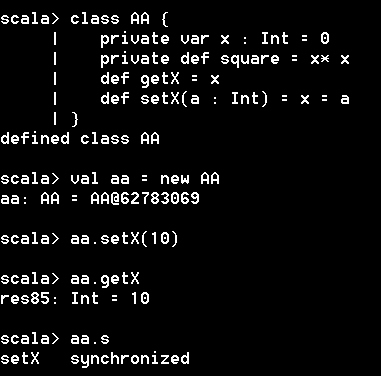 scala> class AA {
     |    private var x : Int = 0
     |    private def square = x* x
     |    def getX = x
     |    def setX(a : Int) = x = a
     | }
defined class AA
scala> val aa = new AA
aa: AA = AA@62783069
scala> aa.setX(10)
scala> aa.getX
res85: Int = 10
scala> aa.s
setX   synchronized